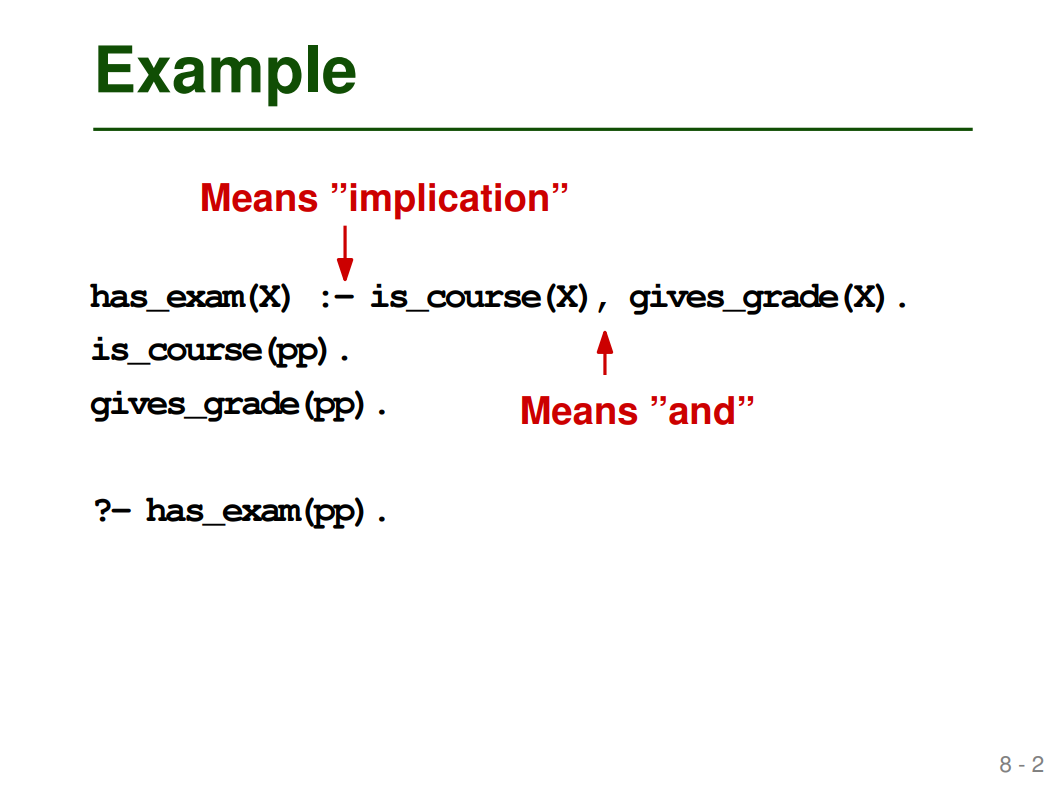 Example
Means ”implication”
has_exam(X) :- is_course(X), gives_grade(X).
is_course(pp).
gives_grade(pp).
Means ”and”
?- has_exam(pp).
8 - 2